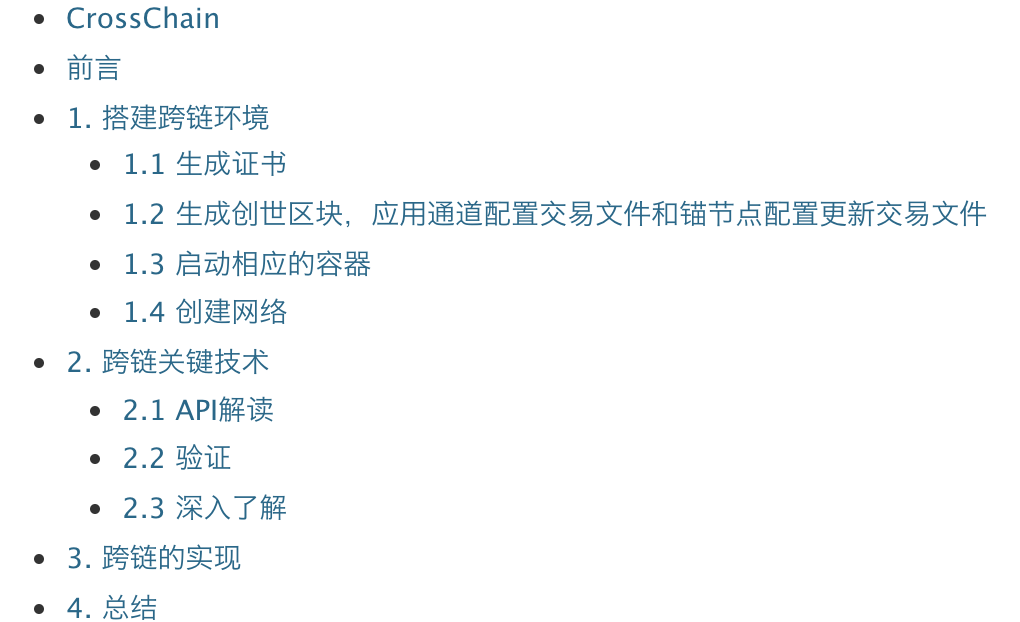 CrossChain
前言
1. 搭建跨链环境
1.1 生成证书
1.2 生成创世区块，应用通道配置交易文件和锚节点配置更新交易文件
1.3 启动相应的容器
1.4 创建网络
2. 跨链关键技术
2.1 API解读
2.2 验证
2.3 深入了解
3. 跨链的实现
4. 总结